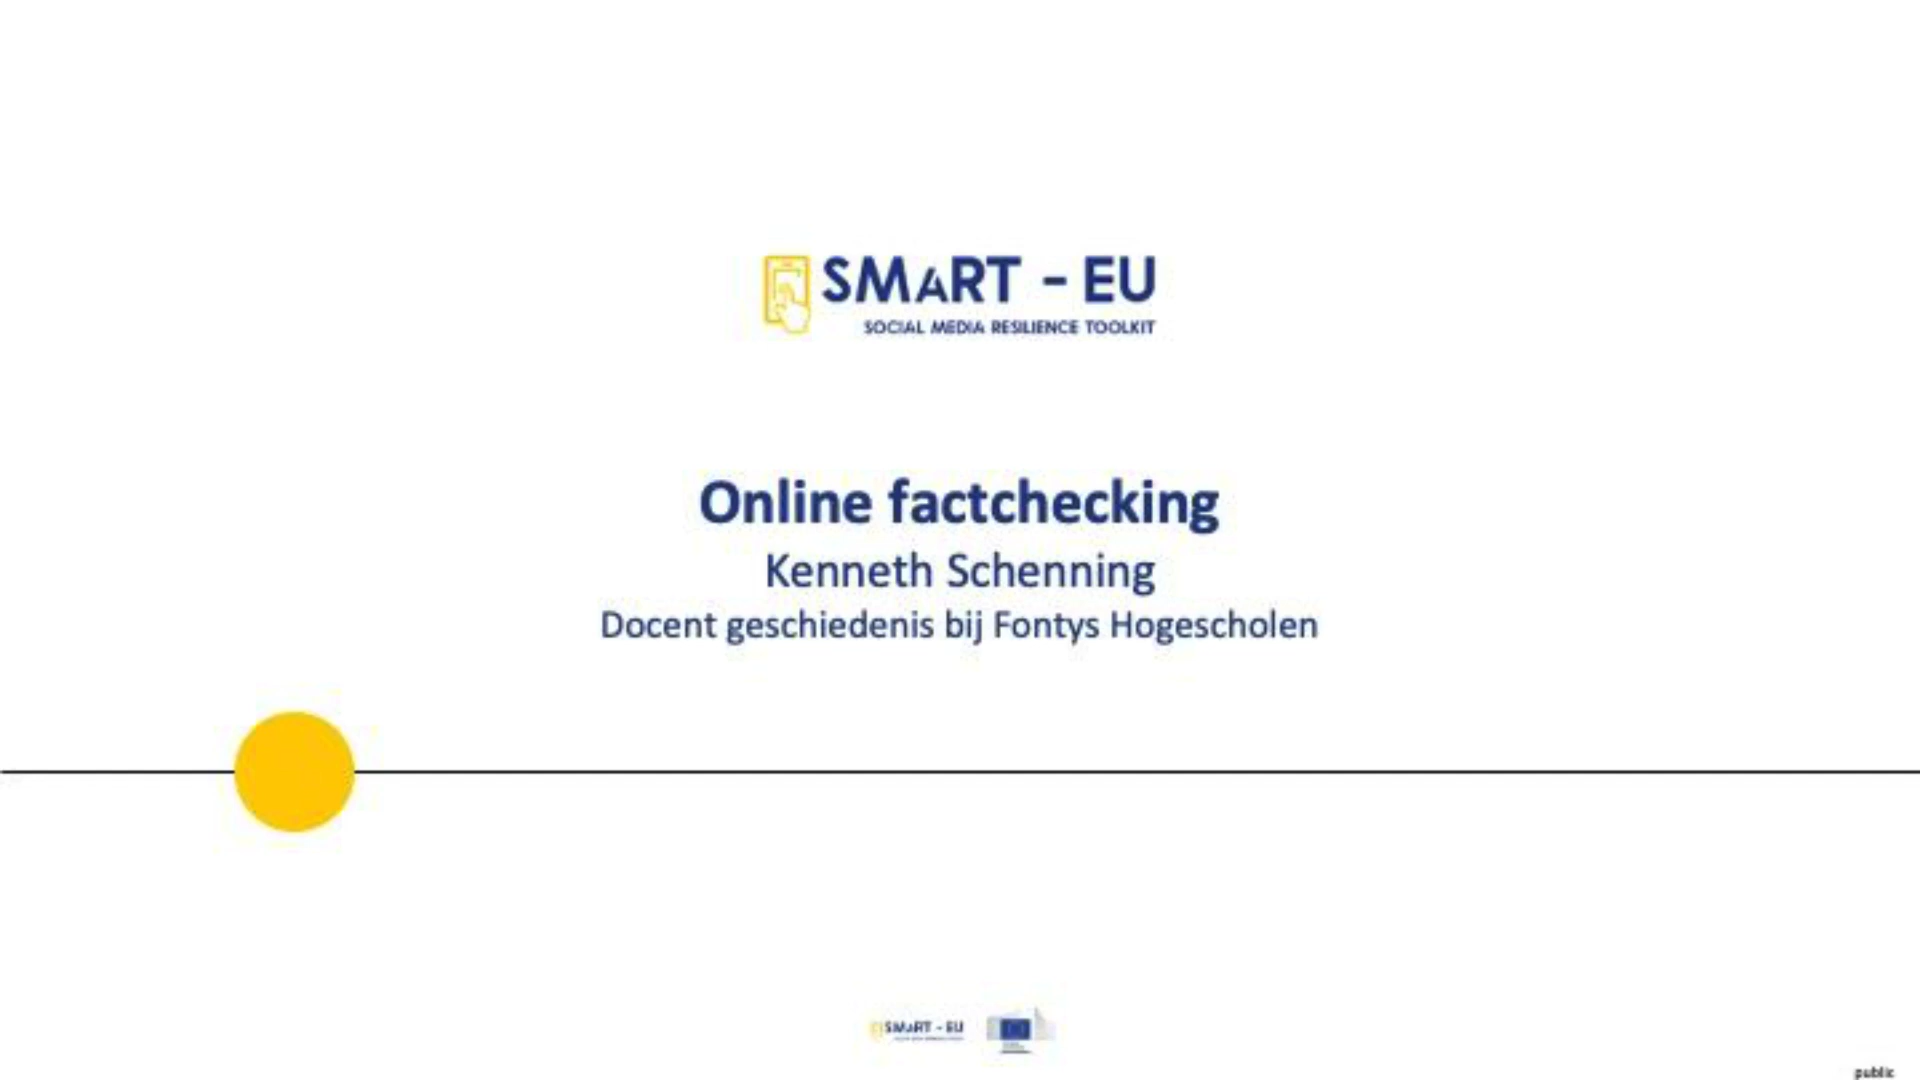 SMART - EU
SOCIAL MEDIA RESILIENCE TOOLKIT
Online factchecking
Kenneth Schenning
Docent geschiedenis bij Fontys Hogescholen
SMART - EU
public